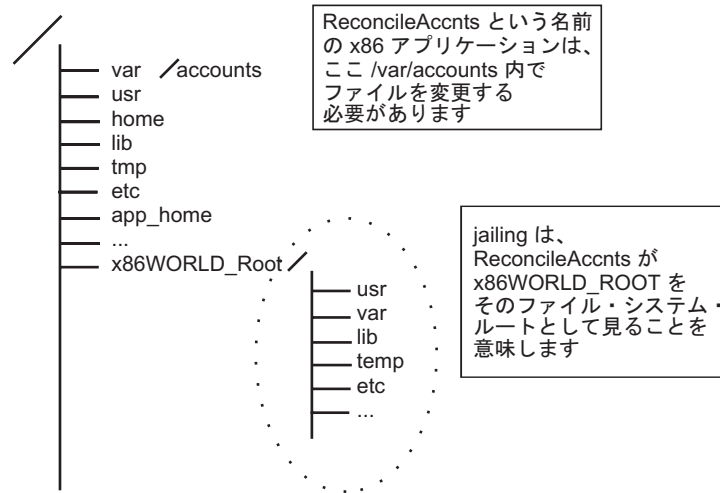 ReconcileAccnts という名前
の x86 アプリケーションは、
ここ /var/accounts 内で
ファイルを変更する
必要があります
/
var /accounts
usr
home
lib
tmp
etc
app_home
...
x86WORLD_Root /
usr
var
lib
temp
etc
...
jailing は、
ReconcileAccnts が
x86WORLD_ROOT を
そのファイル・システム・
ルートとして見ることを
意味します